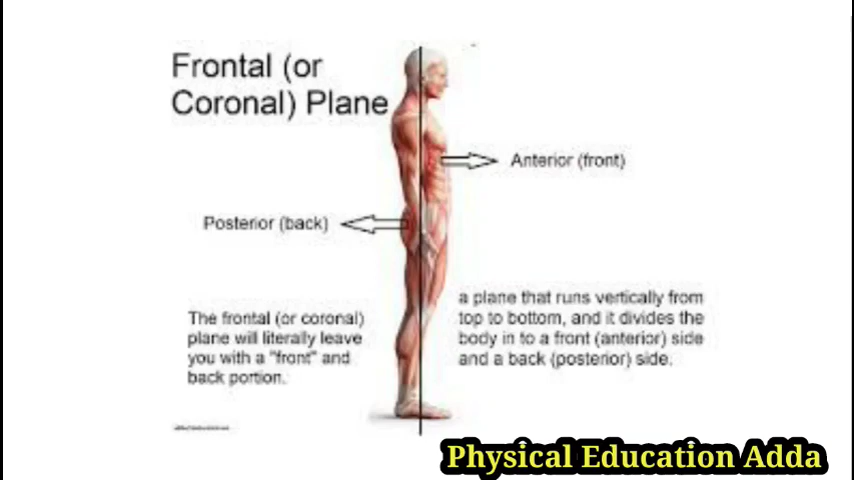 Frontal (or
Coronal) Plane
Anterior (front)
Posterior (back)
The frontal (or coronal)
plane will literally leave
you with a "front" and
back portion.
a plane that runs vertically from
top to bottom, and it divides the
body in to a front (anterior) side
and a back (posterior) side.
Physical Education Adda